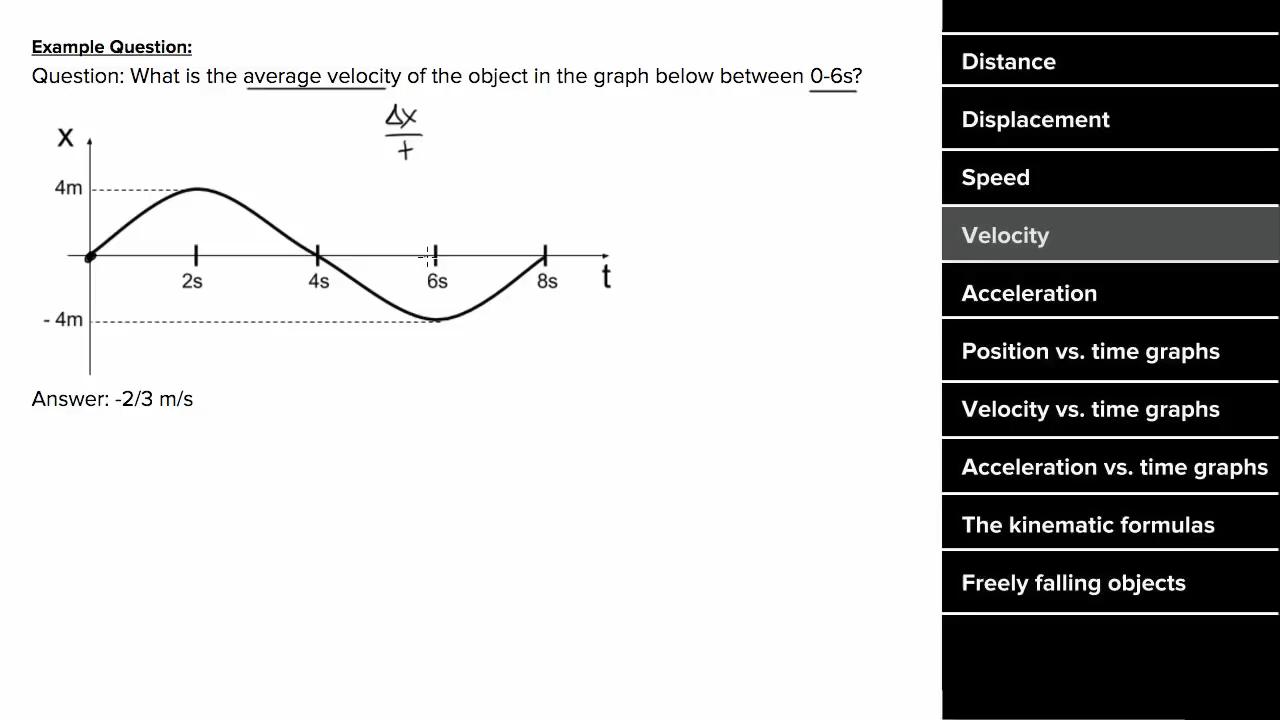 Example Question:
Question: What is the average velocity of the object in the graph below between 0-6s?
Δx
t
x
4m
2s
4s
6s
8s
t
- 4m
Answer: -2/3 m/s
Distance
Displacement
Speed
Velocity
Acceleration
Position vs. time graphs
Velocity vs. time graphs
Acceleration vs. time graphs
The kinematic formulas
Freely falling objects